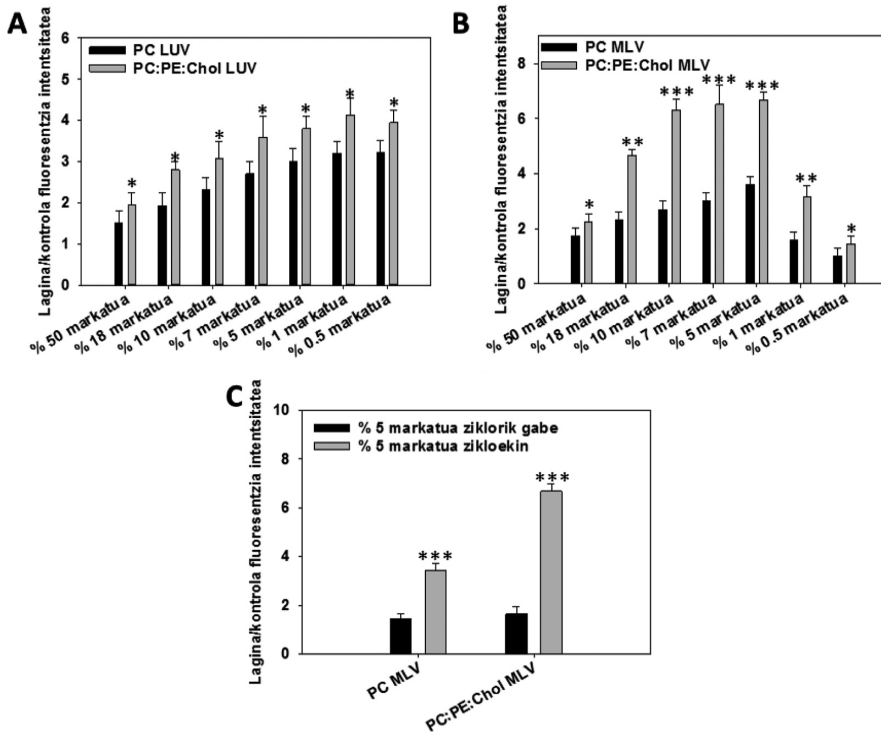 A
Lagina/kontrola fluoresentzia intentsitatea
6
5
4
3
2
1
0
PC LUV
PC:PE:Chol LUV
* * * * * * *
% 50 markatua
% 18 markatua
% 10 markatua
% 7 markatua
% 5 markatua
% 1 markatua
% 0.5 markatua
B
Lagina/kontrola fluoresentzia intentsitatea
8
6
4
2
0
PC MLV
PC:PE:Chol MLV
* ** *** *** *** ** *
% 50 markatua
% 18 markatua
% 10 markatua
% 7 markatua
% 5 markatua
% 1 markatua
% 0.5 markatua
C
Lagina/kontrola fluoresentzia intentsitatea
10
8
6
4
2
0
% 5 markatua ziklorik gabe
% 5 markatua zikloekin
*** ***
PC MLV
PC:PE:Chol MLV